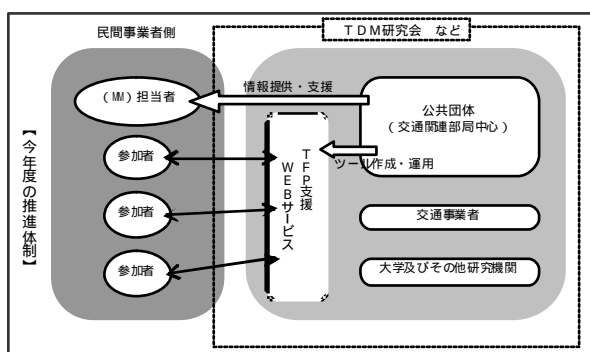 民間事業者側
TDM研究会 など
【今年度の推進体制】
(MM)担当者
情報提供・支援
公共団体
(交通関連部局中心)
参加者
参加者
参加者
TFP支援
WEBサービス
ツール作成・運用
交通事業者
大学及びその他研究機関